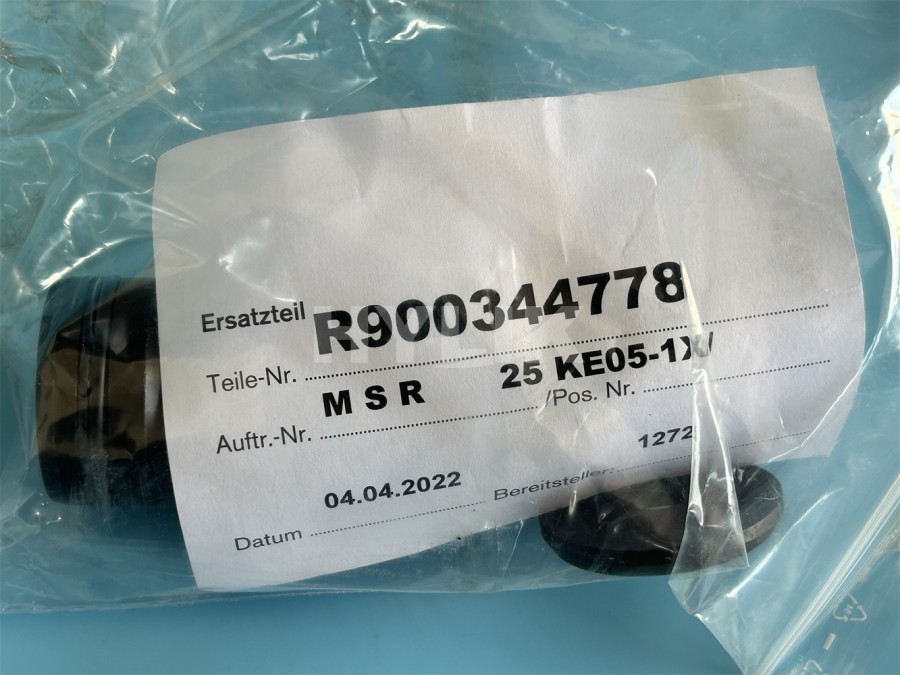 Ersatzteil R900344778
Teile-Nr.
M S R 25 KE05-1X/
Auftr.-Nr. /Pos. Nr.
04.04.2022 1272
Datum Bereitsteller: